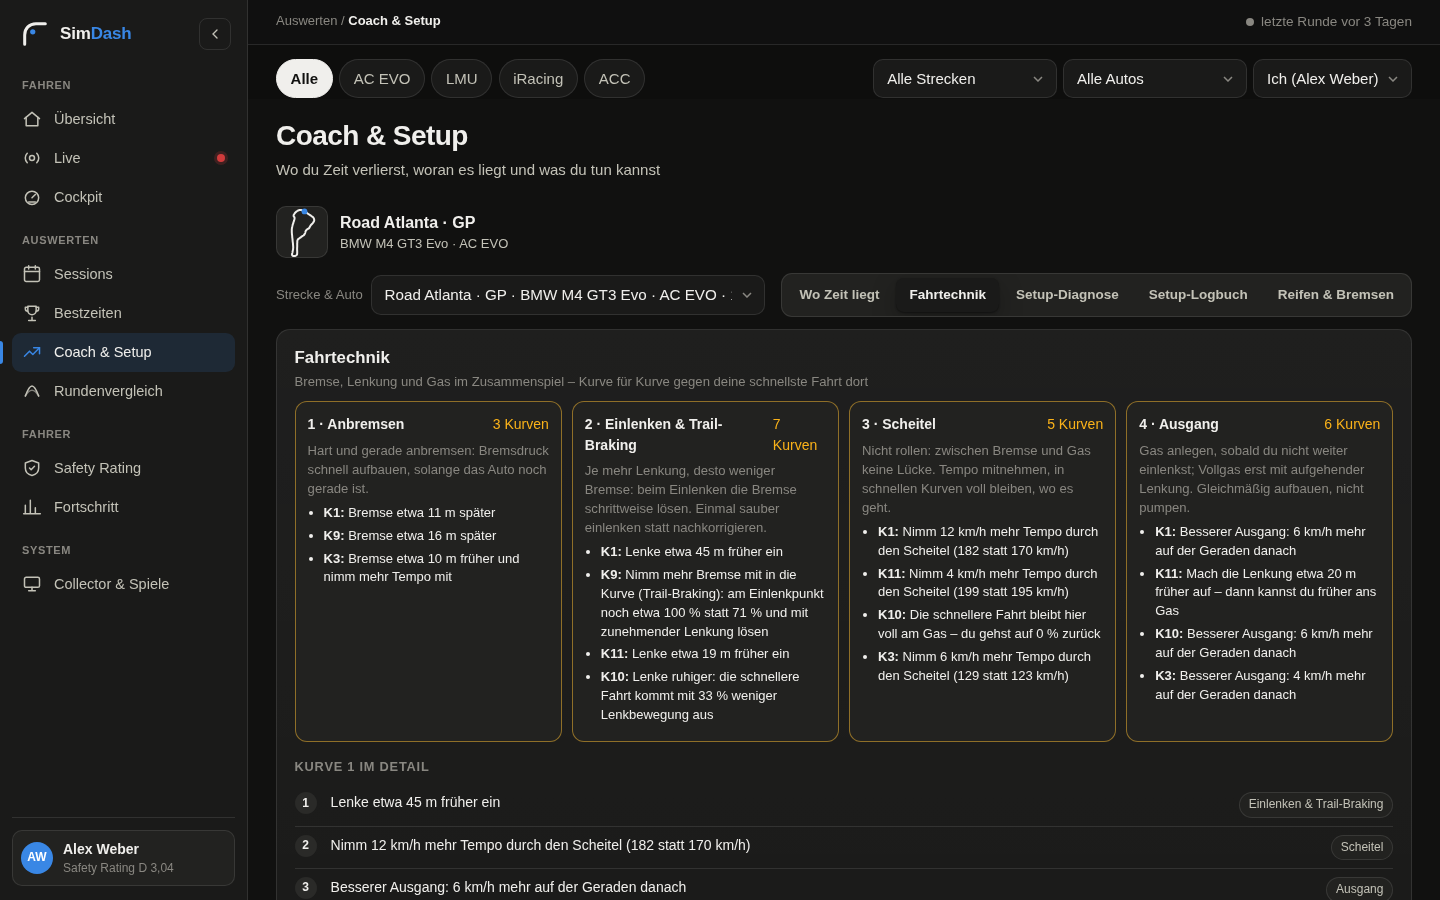 SimDash
FAHREN
Übersicht
Live
Cockpit
AUSWERTEN
Sessions
Bestzeiten
Coach & Setup
Rundenvergleich
FAHRER
Safety Rating
Fortschritt
SYSTEM
Collector & Spiele
AW
Alex Weber
Safety Rating D 3,04
Auswerten / Coach & Setup
letzte Runde vor 3 Tagen
Alle
AC EVO
LMU
iRacing
ACC
Alle Strecken
Alle Autos
Ich (Alex Weber)
Coach & Setup
Wo du Zeit verlierst, woran es liegt und was du tun kannst
Road Atlanta · GP
BMW M4 GT3 Evo · AC EVO
Strecke & Auto
Road Atlanta · GP · BMW M4 GT3 Evo · AC EVO ·
Wo Zeit liegt
Fahrtechnik
Setup-Diagnose
Setup-Logbuch
Reifen & Bremsen
Fahrtechnik
Bremse, Lenkung und Gas im Zusammenspiel – Kurve für Kurve gegen deine schnellste Fahrt dort
1 · Anbremsen
3 Kurven
Hart und gerade anbremsen: Bremsdruck
schnell aufbauen, solange das Auto noch
gerade ist.
• K1: Bremse etwa 11 m später
• K9: Bremse etwa 16 m später
• K3: Bremse etwa 10 m früher und
nimm mehr Tempo mit
2 · Einlenken & Trail-
Braking
7
Kurven
Je mehr Lenkung, desto weniger
Bremse: beim Einlenken die Bremse
schrittweise lösen. Einmal sauber
einlenken statt nachkorrigieren.
• K1: Lenke etwa 45 m früher ein
• K9: Nimm mehr Bremse mit in die
Kurve (Trail-Braking): am Einlenkpunkt
noch etwa 100 % statt 71 % und mit
zunehmender Lenkung lösen
• K11: Lenke etwa 19 m früher ein
• K10: Lenke ruhiger: die schnellere
Fahrt kommt mit 33 % weniger
Lenkbewegung aus
3 · Scheitel
5 Kurven
Nicht rollen: zwischen Bremse und Gas
keine Lücke. Tempo mitnehmen, in
schnellen Kurven voll bleiben, wo es
geht.
• K1: Nimm 12 km/h mehr Tempo durch
den Scheitel (182 statt 170 km/h)
• K11: Nimm 4 km/h mehr Tempo durch
den Scheitel (199 statt 195 km/h)
• K10: Die schnellere Fahrt bleibt hier
voll am Gas – du gehst auf 0 % zurück
• K3: Nimm 6 km/h mehr Tempo durch
den Scheitel (129 statt 123 km/h)
4 · Ausgang
6 Kurven
Gas anlegen, sobald du nicht weiter
einlenkst; Vollgas erst mit aufgehender
Lenkung. Gleichmäßig aufbauen, nicht
pumpen.
• K1: Besserer Ausgang: 6 km/h mehr
auf der Geraden danach
• K11: Mach die Lenkung etwa 20 m
früher auf – dann kannst du früher ans
Gas
• K10: Besserer Ausgang: 6 km/h mehr
auf der Geraden danach
• K3: Besserer Ausgang: 4 km/h mehr
auf der Geraden danach
KURVE 1 IM DETAIL
1 Lenke etwa 45 m früher ein
Einlenken & Trail-Braking
2 Nimm 12 km/h mehr Tempo durch den Scheitel (182 statt 170 km/h)
Scheitel
3 Besserer Ausgang: 6 km/h mehr auf der Geraden danach
Ausgang